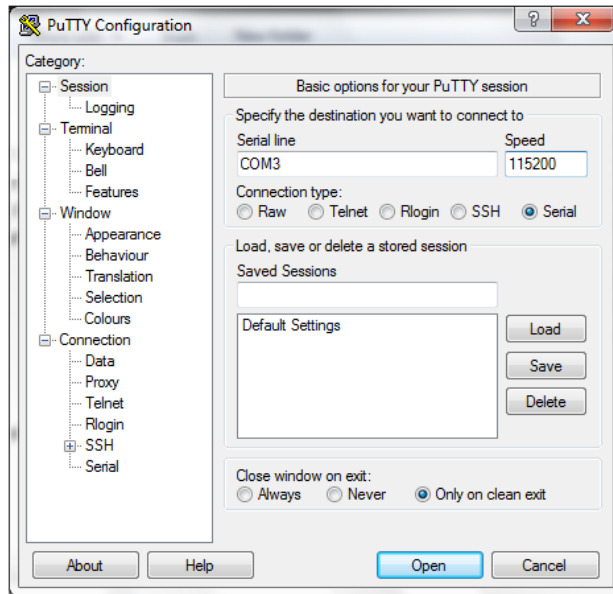 PuTTY Configuration
Category:
Session
Logging
Terminal
Keyboard
Bell
Features
Window
Appearance
Behaviour
Translation
Selection
Colours
Connection
Data
Proxy
Telnet
Rlogin
SSH
Serial
Basic options for your PuTTY session
Specify the destination you want to connect to
Serial line Speed
COM3 115200
Connection type:
Raw Telnet Rlogin SSH Serial
Load, save or delete a stored session
Saved Sessions
Default Settings
Load
Save
Delete
Close window on exit:
Always Never Only on clean exit
About Help Open Cancel